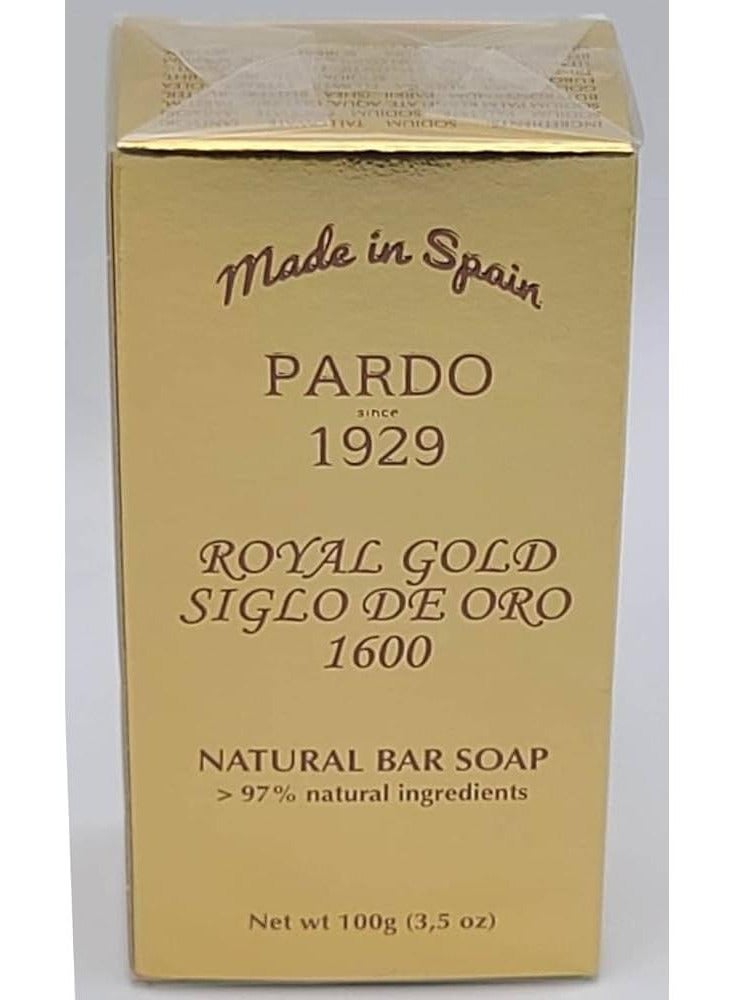 Made in Spain
PARDO
since
1929
ROYAL GOLD
SIGLO DE ORO
1600
NATURAL BAR SOAP
> 97% natural ingredients
Net wt 100g (3,5 oz)